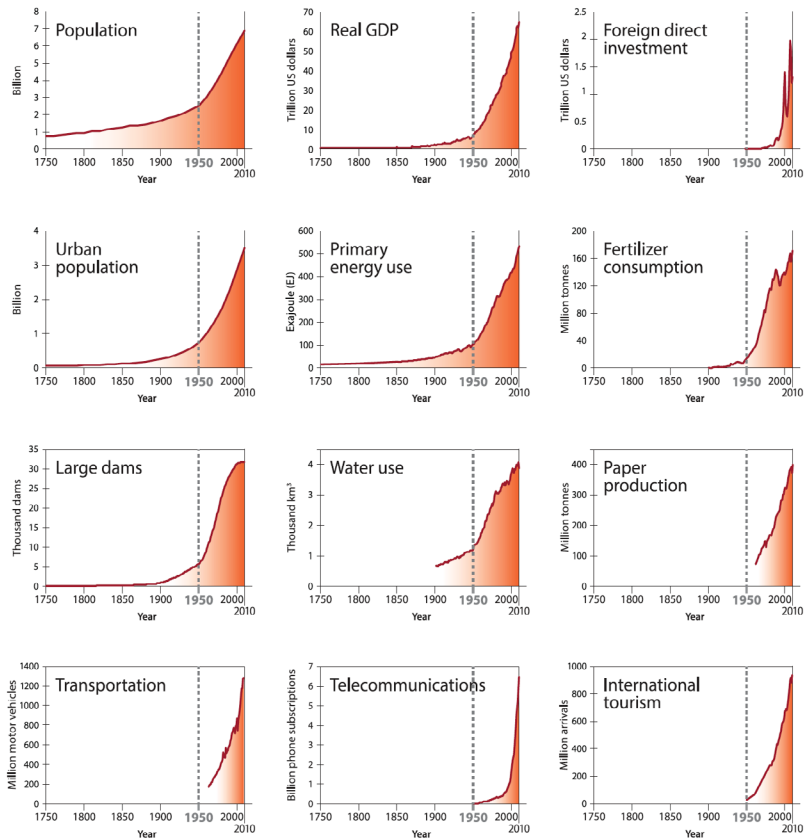 Population
Billion
8
7
6
5
4
3
2
1
0
1750 1800 1850 1900 1950 2000 2010
Year
Real GDP
Trillion US dollars
70
60
50
40
30
20
10
0
1750 1800 1850 1900 1950 2000 2010
Year
Foreign direct
investment
Trillion US dollars
2.5
2
1.5
1
0.5
0
1750 1800 1850 1900 1950 2000 2010
Year
Urban
population
Billion
4
3
2
1
0
1750 1800 1850 1900 1950 2000 2010
Year
Primary
energy use
Exajoule (EJ)
600
500
400
300
200
100
0
1750 1800 1850 1900 1950 2000 2010
Year
Fertilizer
consumption
Million tonnes
200
160
120
80
40
0
1750 1800 1850 1900 1950 2000 2010
Year
Large dams
Thousand dams
35
30
25
20
15
10
5
0
1750 1800 1850 1900 1950 2000 2010
Year
Water use
Thousand km³
4
3
2
1
0
1750 1800 1850 1900 1950 2000 2010
Year
Paper
production
Million tonnes
400
300
200
100
0
1750 1800 1850 1900 1950 2000 2010
Year
Transportation
Million motor vehicles
1400
1200
1000
800
600
400
200
0
1750 1800 1850 1900 1950 2000 2010
Year
Telecommunications
Billion phone subscriptions
7
6
5
4
3
2
1
0
1750 1800 1850 1900 1950 2000 2010
Year
International
tourism
Million arrivals
1000
800
600
400
200
0
1750 1800 1850 1900 1950 2000 2010
Year